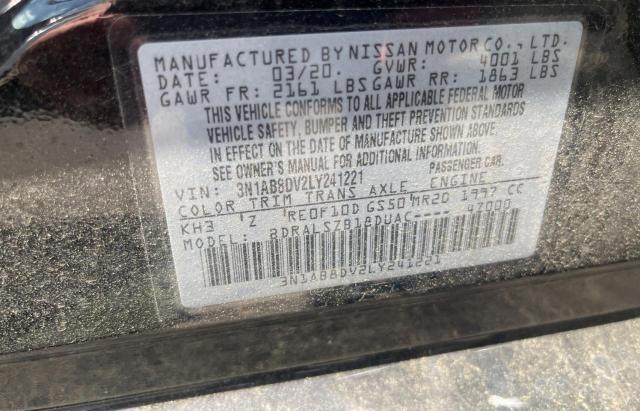 MANUFACTURED BY NISSAN MOTOR CO., LTD.
DATE: 03/20. GVWR: 4001 LBS
GAWR FR: 2161 LBS GAWR RR: 1863 LBS
THIS VEHICLE CONFORMS TO ALL APPLICABLE FEDERAL MOTOR
VEHICLE SAFETY, BUMPER AND THEFT PREVENTION STANDARDS
IN EFFECT ON THE DATE OF MANUFACTURE SHOWN ABOVE.
SEE OWNER'S MANUAL FOR ADDITIONAL INFORMATION.
VIN: 3N1AB8DV2LY241221 PASSENGER CAR.
COLOR TRIM TRANS AXLE ENGINE
KH3 'Z 'RE0F10D GS50'MR20 1997 CC
MODEL: BDRALSZB18DUAC---- 47000
3N1AB8DV2LY241221